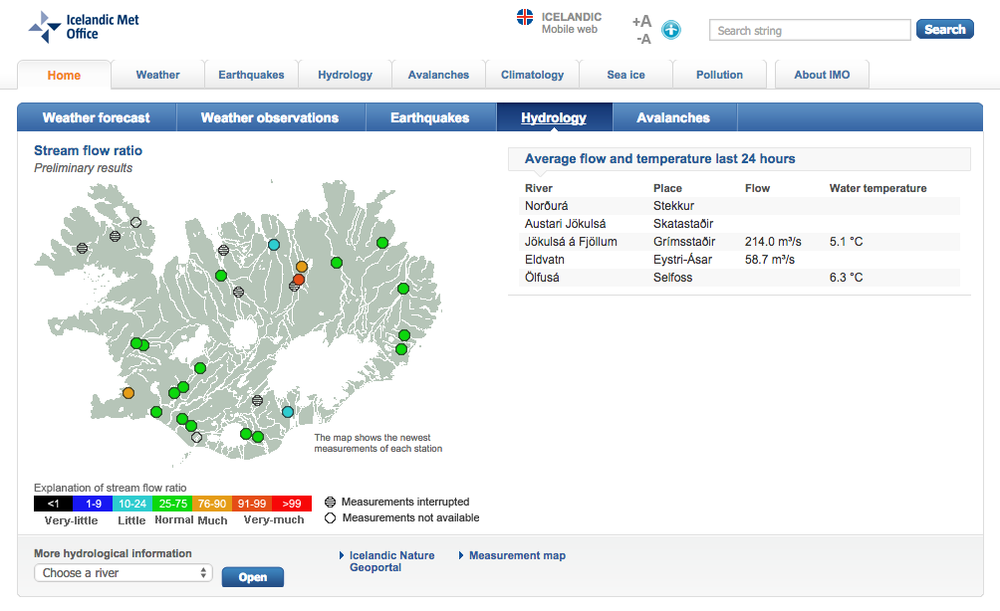 Icelandic Met
Office
ICELANDIC
Mobile web
+A
-A
Search string
Search
Home
Weather
Earthquakes
Hydrology
Avalanches
Climatology
Sea ice
Pollution
About IMO
Weather forecast
Weather observations
Earthquakes
Hydrology
Avalanches
Stream flow ratio
Preliminary results
The map shows the newest
measurements of each station
Explanation of stream flow ratio
<1 1-9 10-24 25-75 76-90 91-99 >99
Very-little Little Normal Much Very-much
Measurements interrupted
Measurements not available
Average flow and temperature last 24 hours
River Place Flow Water temperature
Norðurá Stekkur
Austari Jökulsá Skatastaðir
Jökulsá á Fjöllum Grímsstaðir 214.0 m³/s 5.1 °C
Eldvatn Eystri-Ásar 58.7 m³/s
Ölfusá Selfoss 6.3 °C
More hydrological information
Choose a river
Open
Icelandic Nature
Geoportal
Measurement map